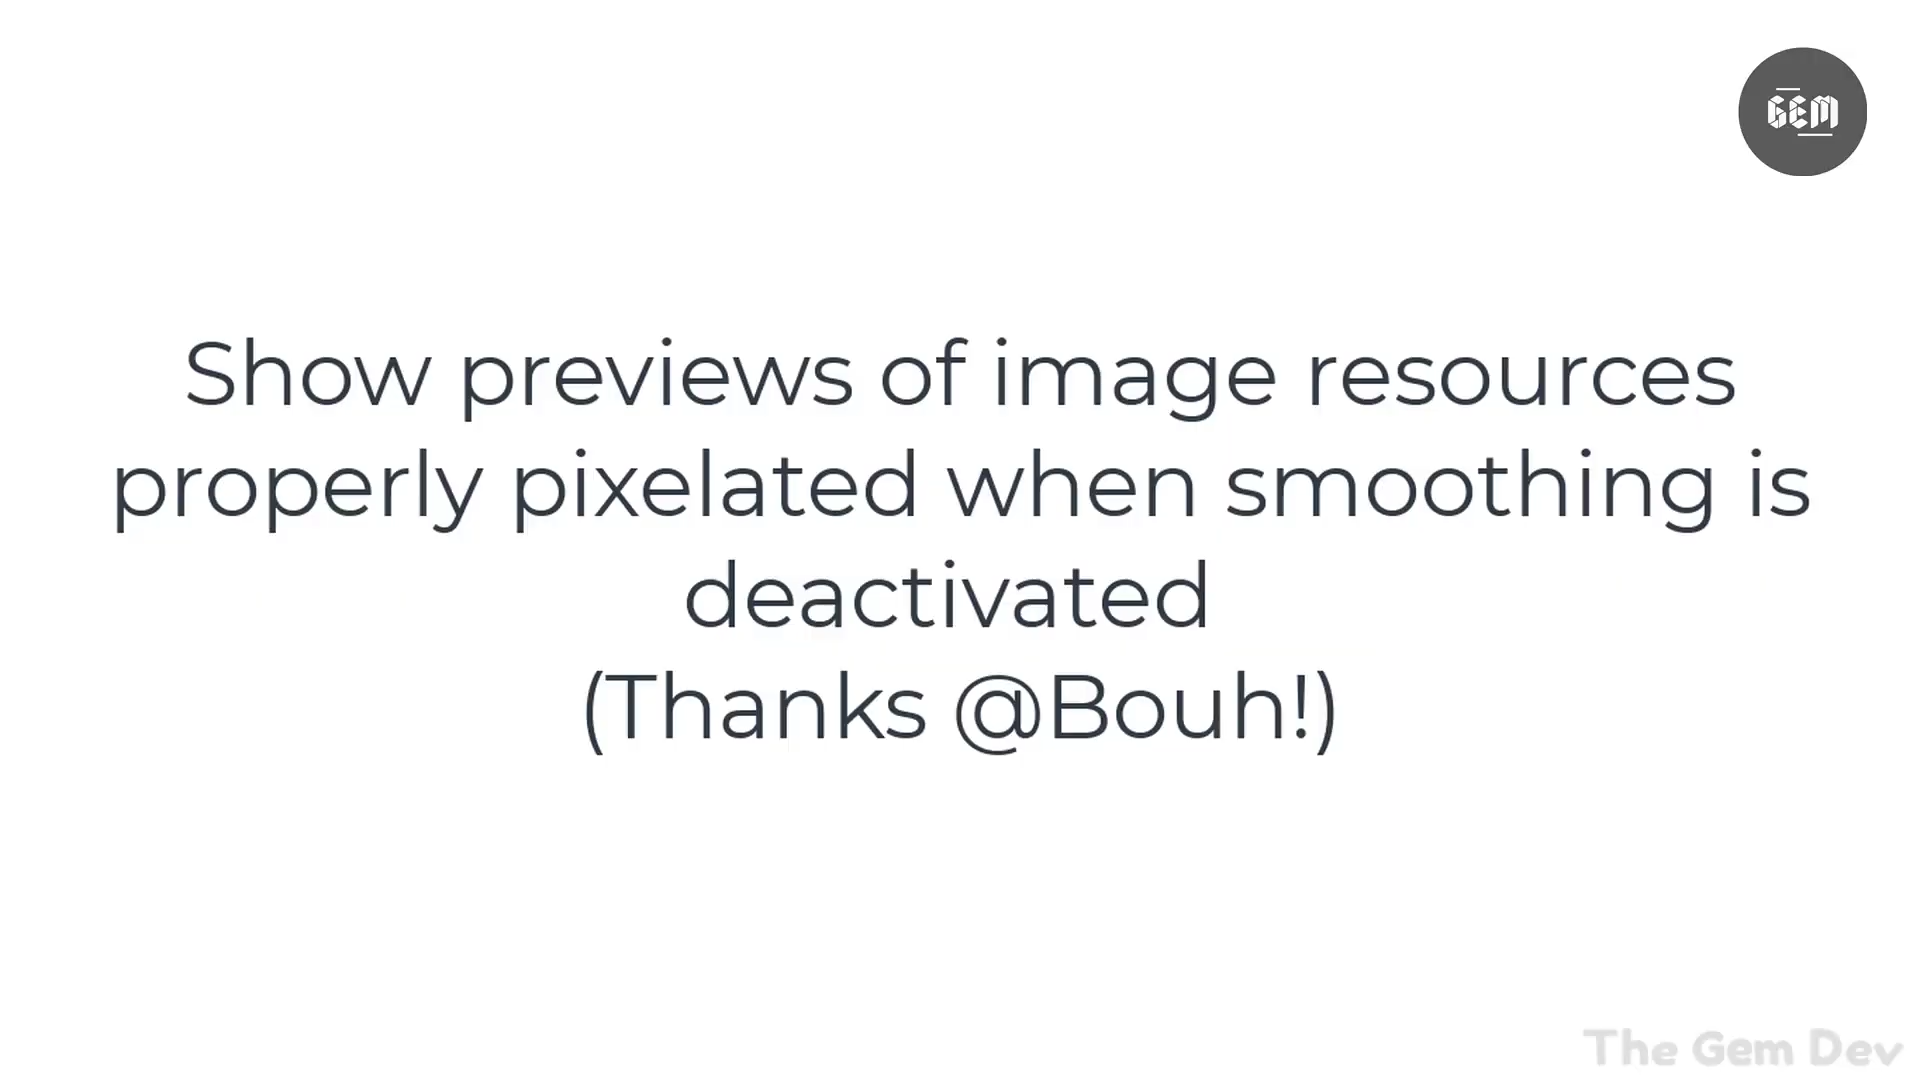 GEM
Show previews of image resources
properly pixelated when smoothing is
deactivated
(Thanks @Bouh!)
The Gem Dev